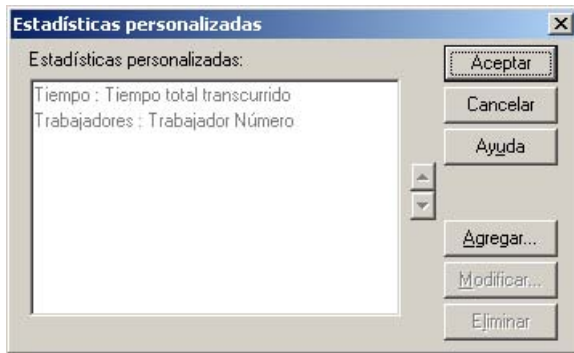 Estadísticas personalizadas
Estadísticas personalizadas:
Tiempo : Tiempo total transcurrido
Trabajadores : Trabajador Número
Aceptar
Cancelar
Ayuda
Agregar...
Modificar...
Eliminar